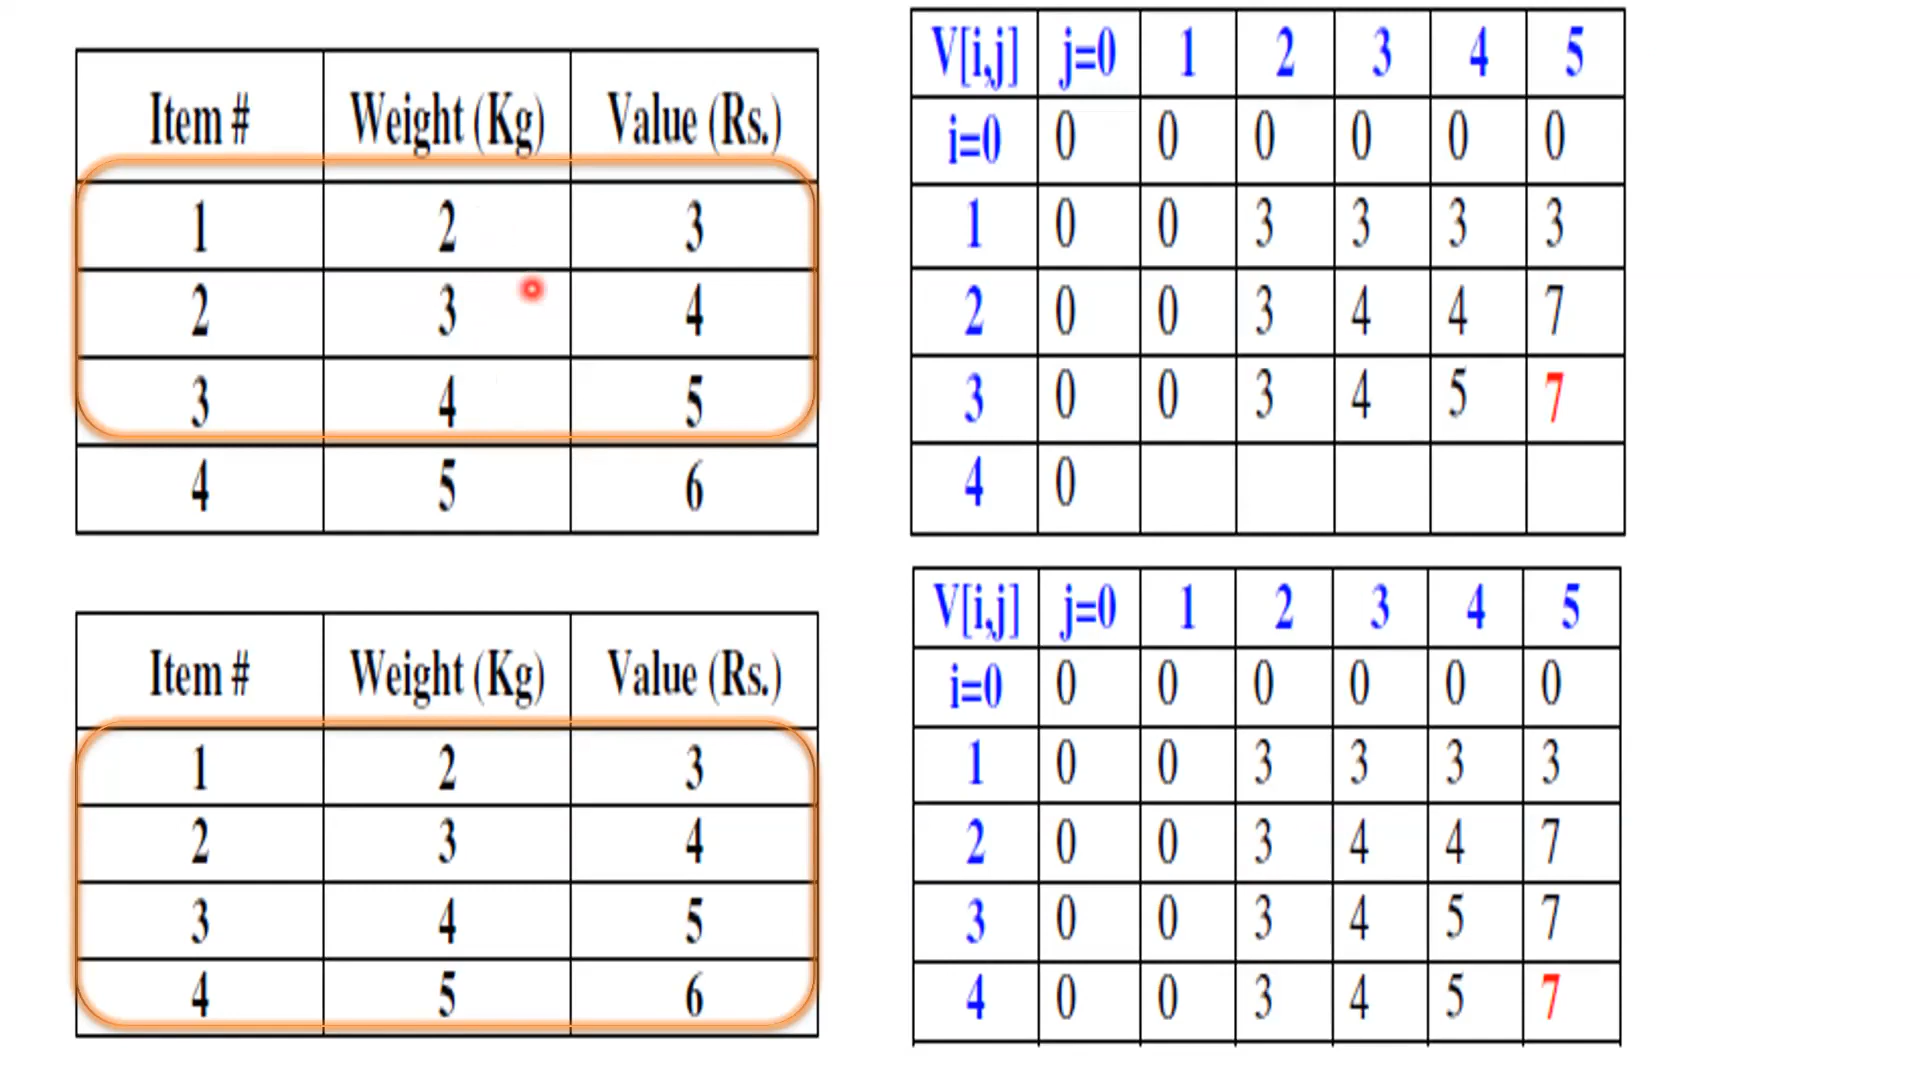 Item # Weight (Kg) Value (Rs.)
1 2 3
2 3 4
3 4 5
4 5 6
V[i,j] j=0 1 2 3 4 5
i=0 0 0 0 0 0 0
1 0 0 3 3 3 3
2 0 0 3 4 4 7
3 0 0 3 4 5 7
4 0
Item # Weight (Kg) Value (Rs.)
1 2 3
2 3 4
3 4 5
4 5 6
V[i,j] j=0 1 2 3 4 5
i=0 0 0 0 0 0 0
1 0 0 3 3 3 3
2 0 0 3 4 4 7
3 0 0 3 4 5 7
4 0 0 3 4 5 7